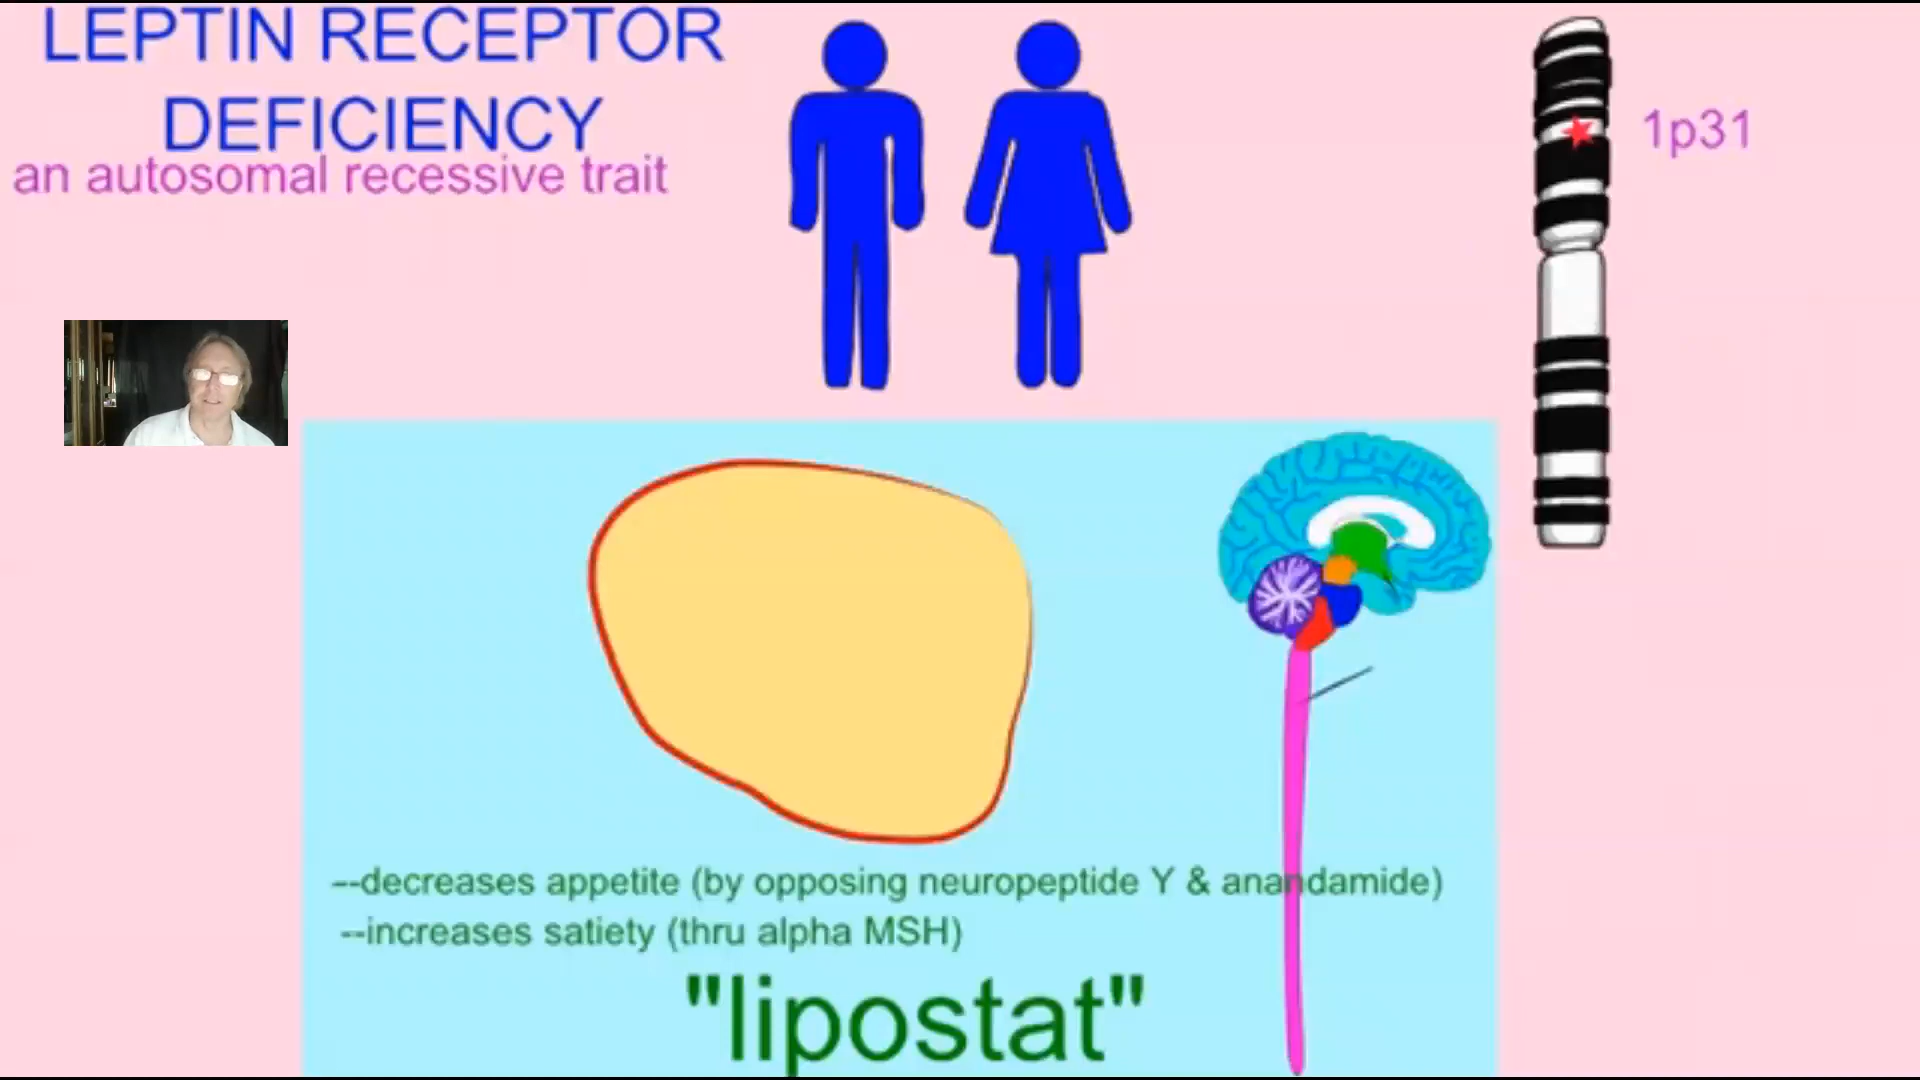 LEPTIN RECEPTOR
DEFICIENCY
an autosomal recessive trait
1p31
--decreases appetite (by opposing neuropeptide Y & anandamide)
--increases satiety (thru alpha MSH)
"lipostat"